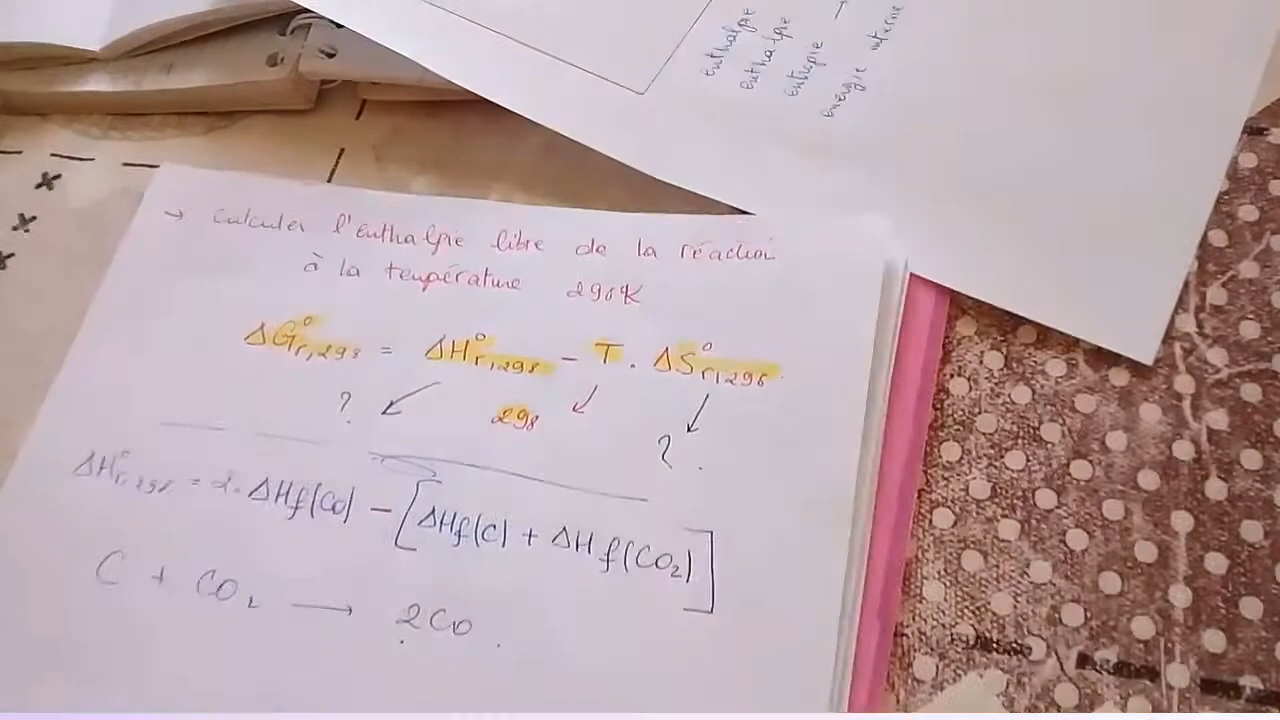 enthalpie
enthalpie
entropie
énergie interne
→ Calculer l'enthalpie libre de la réaction
à la température 298K
ΔG°r,298 = ΔH°r,298 - T . ΔS°r,298.
? 298 ? .
ΔH°r,298 = 2. ΔHf(CO) - [ΔHf(C) + ΔHf(CO₂)]
C + CO₂ → 2CO .